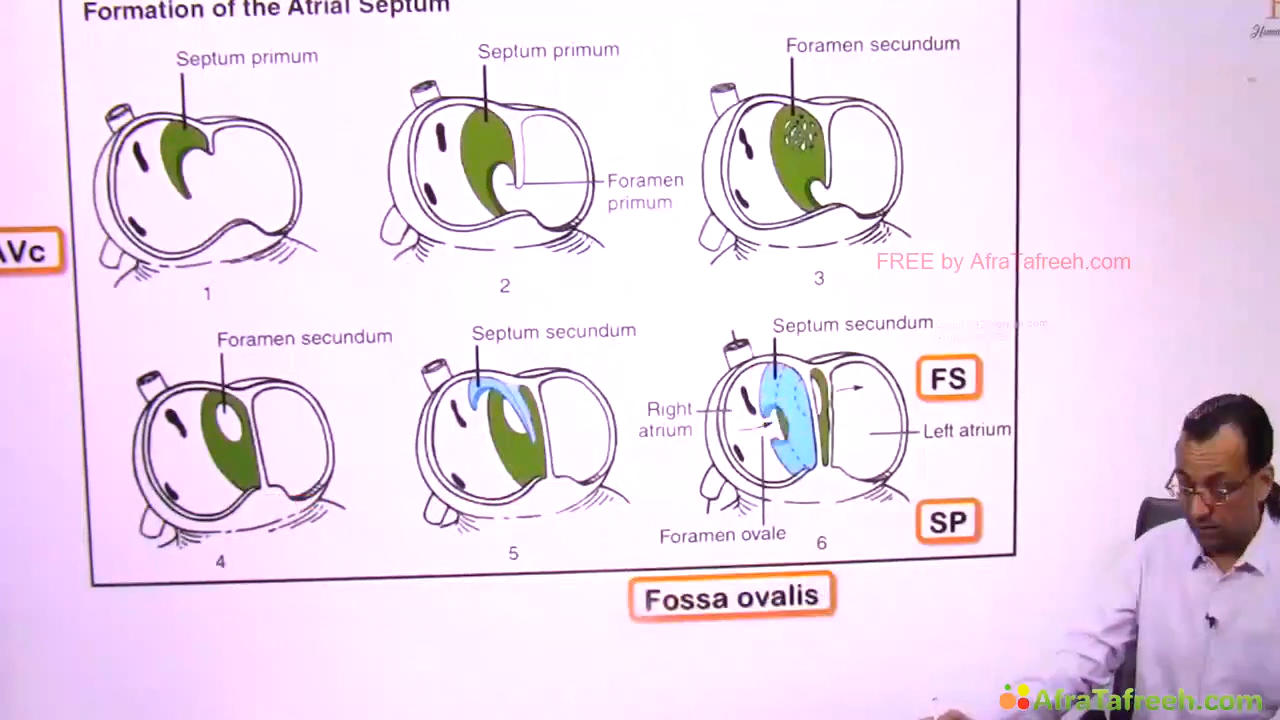 Formation of the Atrial Septum
Septum primum
Septum primum
Foramen secundum
Foramen
primum
AVc
FREE by AfraTafreeh.com
1
2
3
Foramen secundum
Septum secundum
Septum secundum
FS
Right
atrium
Left atrium
SP
Foramen ovale
4
5
6
Fossa ovalis
AfraTafreeh.com